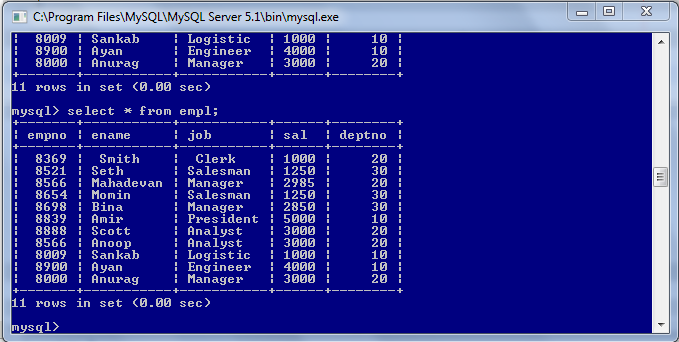 C:\Program Files\MySQL\MySQL Server 5.1\bin\mysql.exe
| 8009 | Sankab | Logistic | 1000 | 10 |
| 8900 | Ayan | Engineer | 4000 | 10 |
| 8000 | Anurag | Manager | 3000 | 20 |
+-------+-----------+-----------+------+--------+
11 rows in set (0.00 sec)
mysql> select * from empl;
+-------+-----------+-----------+------+--------+
| empno | ename | job | sal | deptno |
+-------+-----------+-----------+------+--------+
| 8369 | Smith | Clerk | 1000 | 20 |
| 8521 | Seth | Salesman | 1250 | 30 |
| 8566 | Mahadevan | Manager | 2985 | 20 |
| 8654 | Momin | Salesman | 1250 | 30 |
| 8698 | Bina | Manager | 2850 | 30 |
| 8839 | Amir | President | 5000 | 10 |
| 8888 | Scott | Analyst | 3000 | 20 |
| 8566 | Anoop | Analyst | 3000 | 20 |
| 8009 | Sankab | Logistic | 1000 | 10 |
| 8900 | Ayan | Engineer | 4000 | 10 |
| 8000 | Anurag | Manager | 3000 | 20 |
+-------+-----------+-----------+------+--------+
11 rows in set (0.00 sec)
mysql>